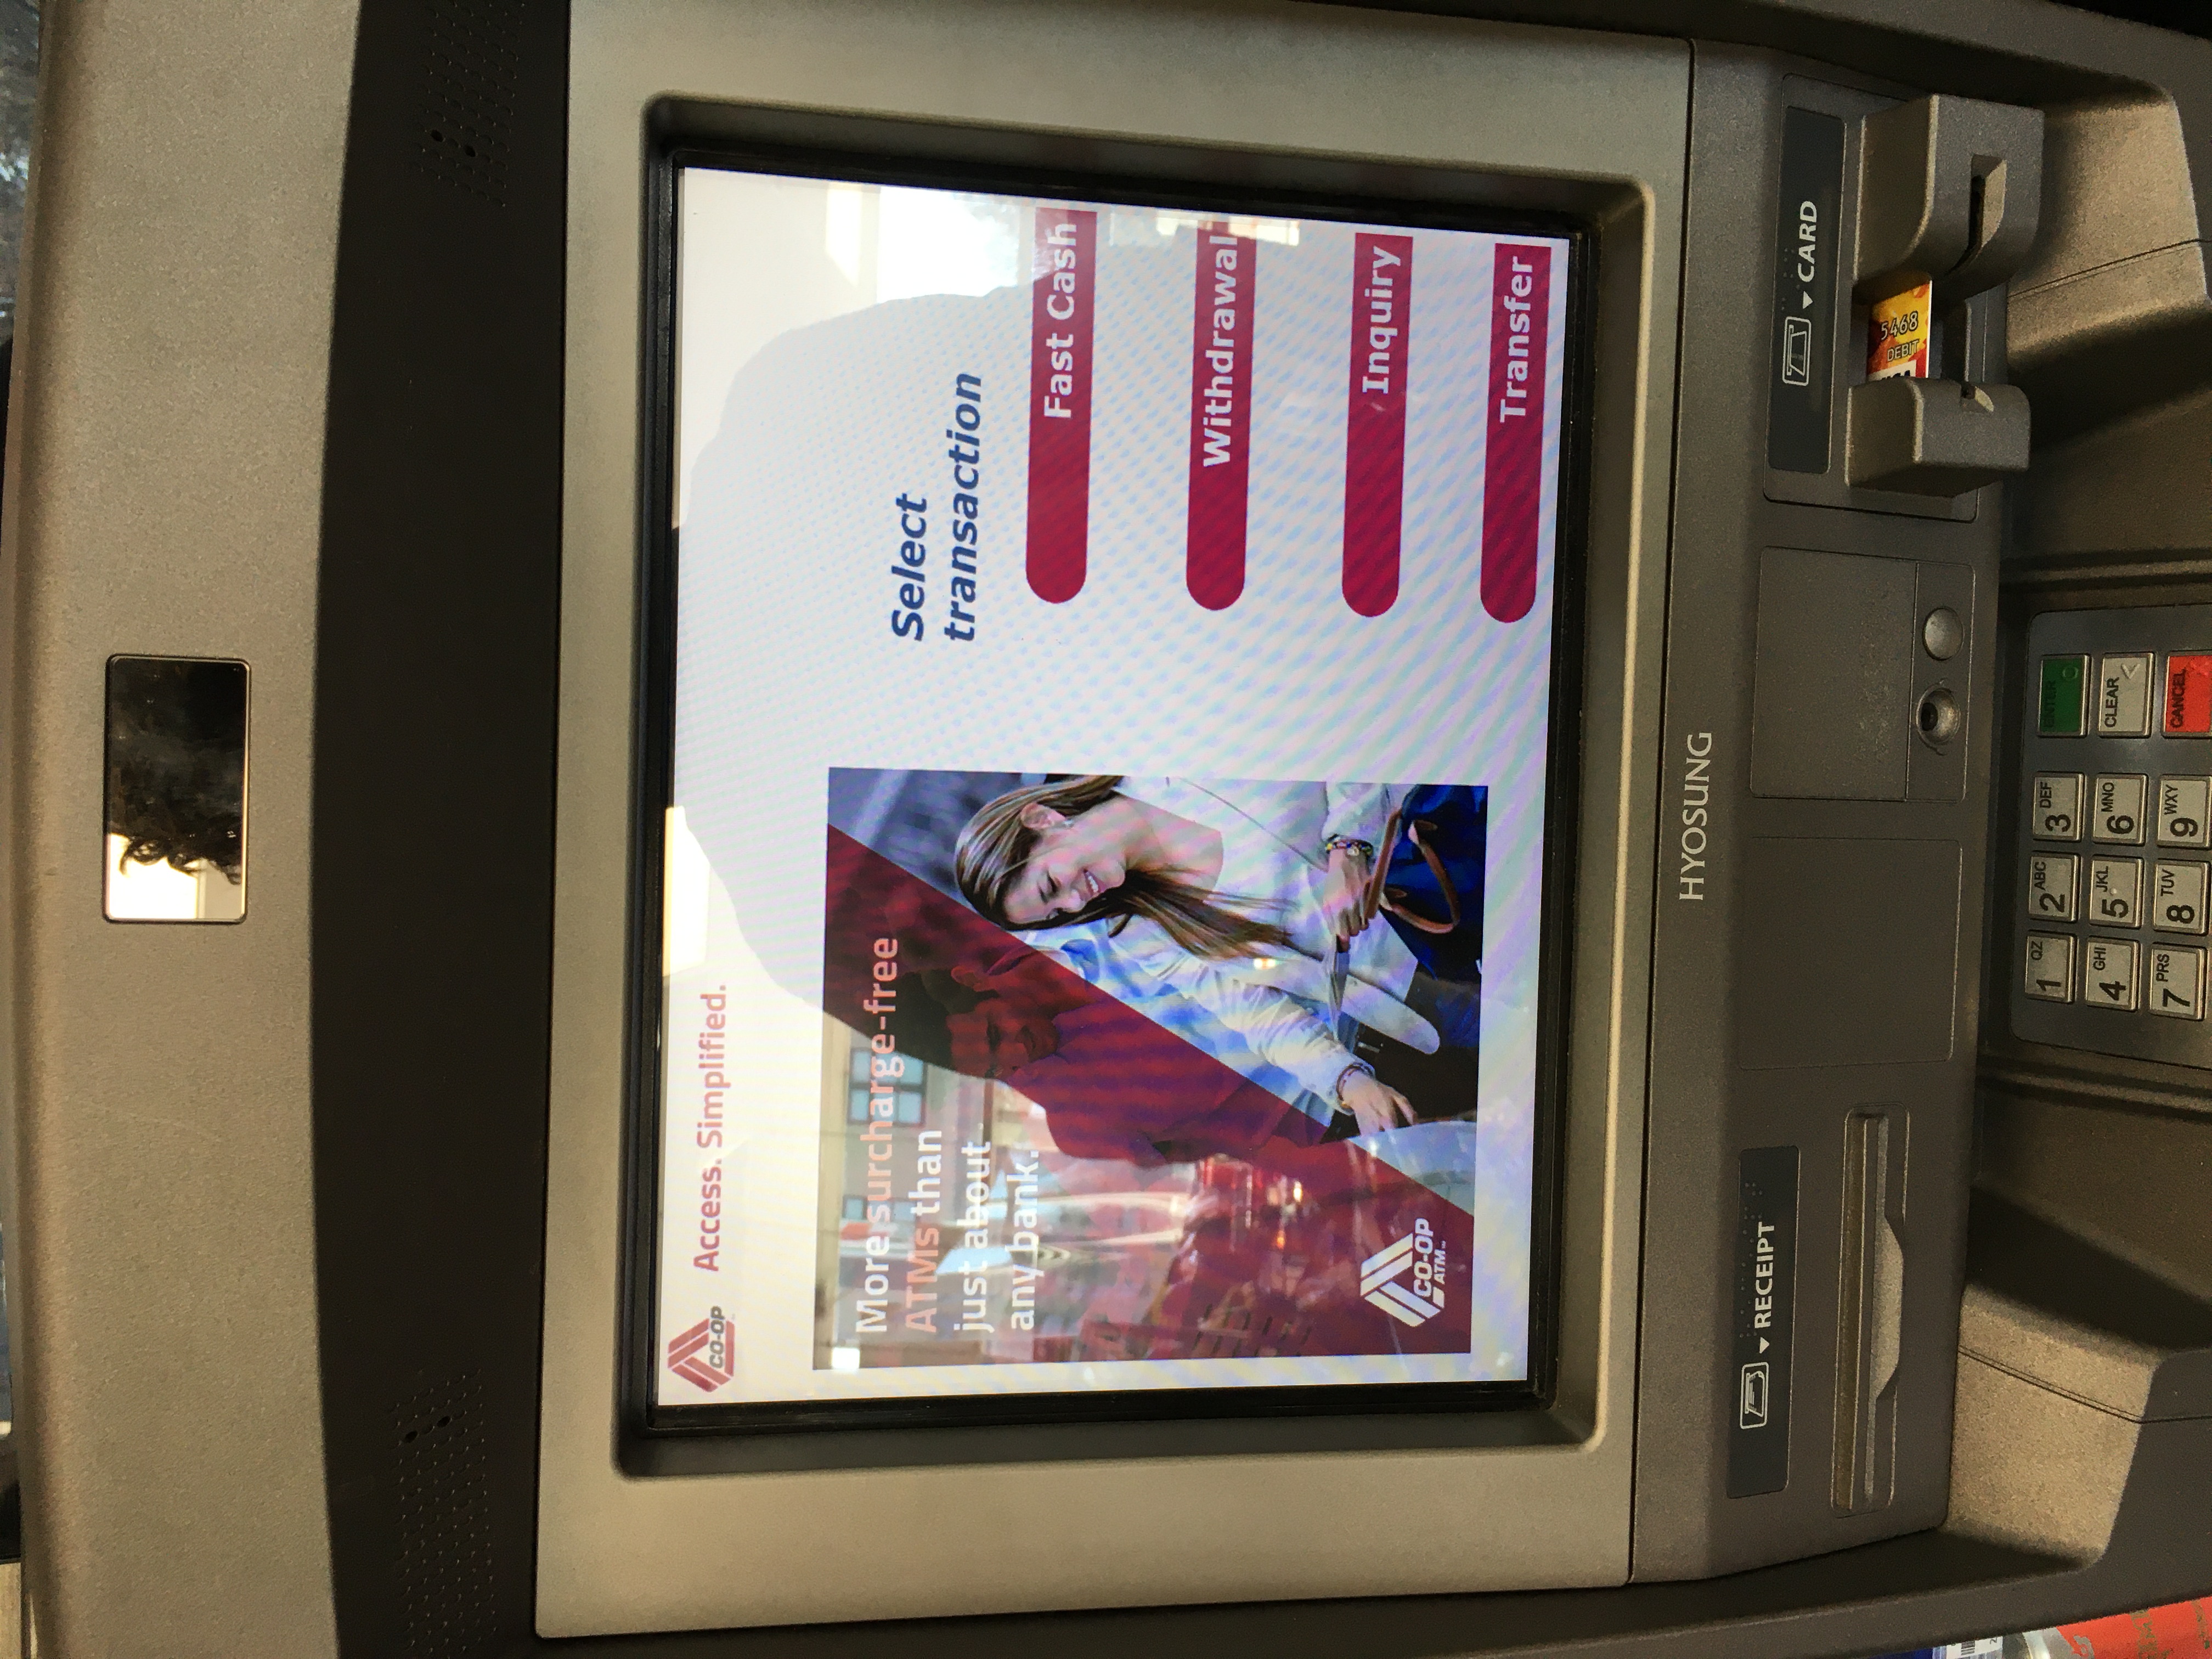 CO-OP
Access. Simplified.
More surcharge-free
ATMs than
just about
any bank.
CO-OP
ATM
Select
transaction
Fast Cash
Withdrawal
Inquiry
Transfer
HYOSUNG
RECEIPT
CARD
5468
DEBIT
1 QZ
2 ABC
3 DEF
ENTER
4 GHI
5 JKL
6 MNO
CLEAR
7 PRS
8 TUV
9 WXY
CANCEL